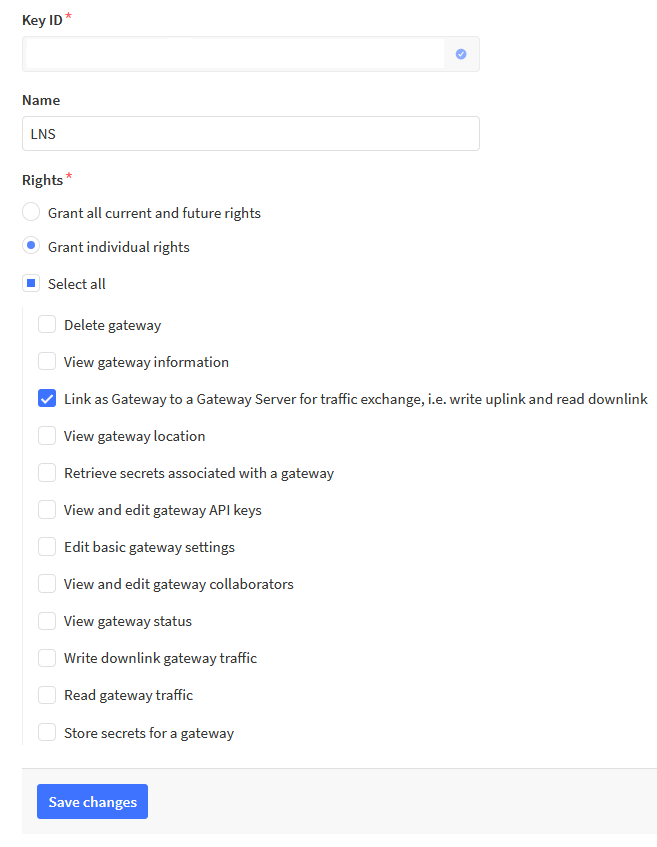 Key ID *
Name
LNS
Rights *
Grant all current and future rights
Grant individual rights
Select all
Delete gateway
View gateway information
Link as Gateway to a Gateway Server for traffic exchange, i.e. write uplink and read downlink
View gateway location
Retrieve secrets associated with a gateway
View and edit gateway API keys
Edit basic gateway settings
View and edit gateway collaborators
View gateway status
Write downlink gateway traffic
Read gateway traffic
Store secrets for a gateway
Save changes